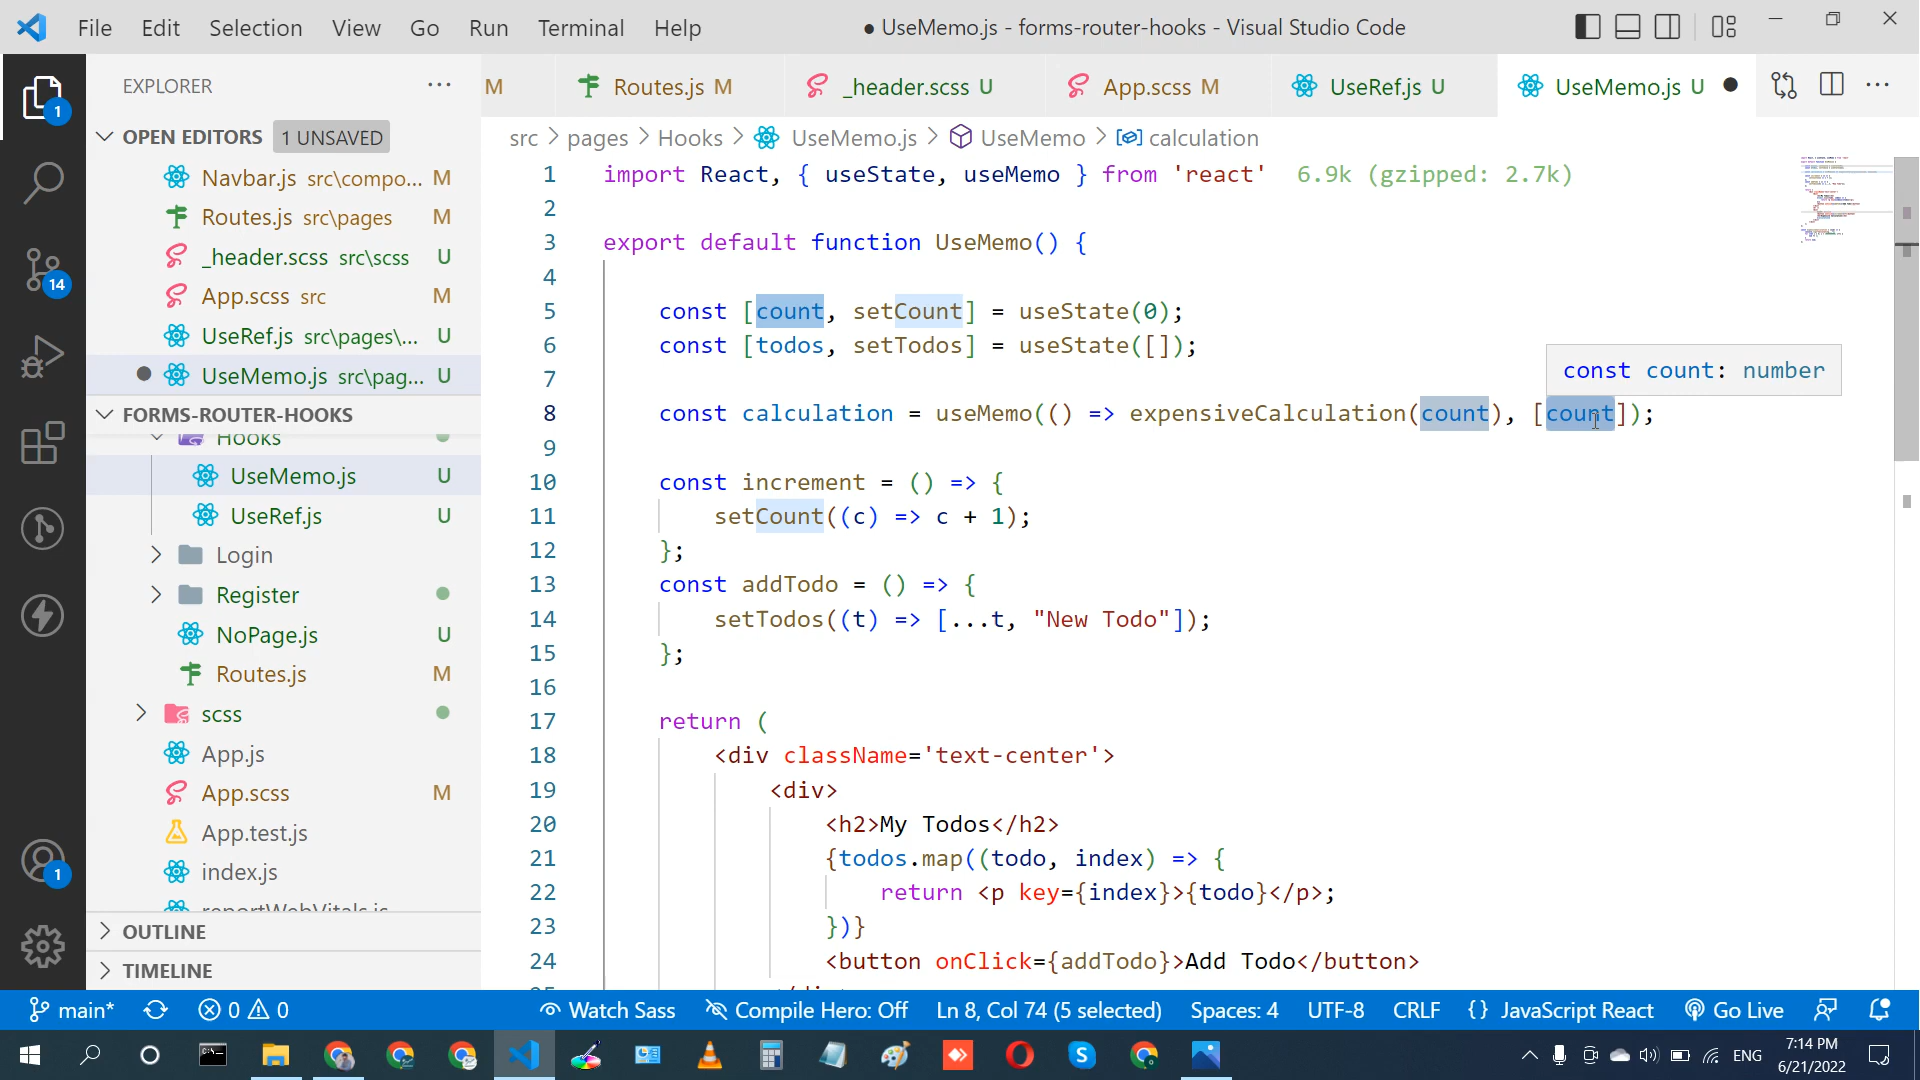 File Edit Selection View Go Run Terminal Help
● UseMemo.js - forms-router-hooks - Visual Studio Code
EXPLORER
1
OPEN EDITORS 1 UNSAVED
Navbar.js src\compo... M
Routes.js src\pages M
_header.scss src\scss U
App.scss src M
UseRef.js src\pages\... U
UseMemo.js src\pag... U
FORMS-ROUTER-HOOKS
Hooks
UseMemo.js U
UseRef.js U
Login
Register
NoPage.js U
Routes.js M
scss
App.js
App.scss M
App.test.js
index.js
reportWebVitals.js
OUTLINE
TIMELINE
14
1
M Routes.js M _header.scss U App.scss M UseRef.js U UseMemo.js U
src > pages > Hooks > UseMemo.js > UseMemo > calculation
1 import React, { useState, useMemo } from 'react' 6.9k (gzipped: 2.7k)
2
3 export default function UseMemo() {
4
5 const [count, setCount] = useState(0);
6 const [todos, setTodos] = useState([]);
7
const count: number
8 const calculation = useMemo(() => expensiveCalculation(count), [count]);
9
10 const increment = () => {
11 setCount((c) => c + 1);
12 };
13 const addTodo = () => {
14 setTodos((t) => [...t, "New Todo"]);
15 };
16
17 return (
18 <div className='text-center'>
19 <div>
20 <h2>My Todos</h2>
21 {todos.map((todo, index) => {
22 return <p key={index}>{todo}</p>;
23 })}
24 <button onClick={addTodo}>Add Todo</button>
25 </div>
main* 0 0 Watch Sass Compile Hero: Off Ln 8, Col 74 (5 selected) Spaces: 4 UTF-8 CRLF {} JavaScript React Go Live
ENG
7:14 PM
6/21/2022